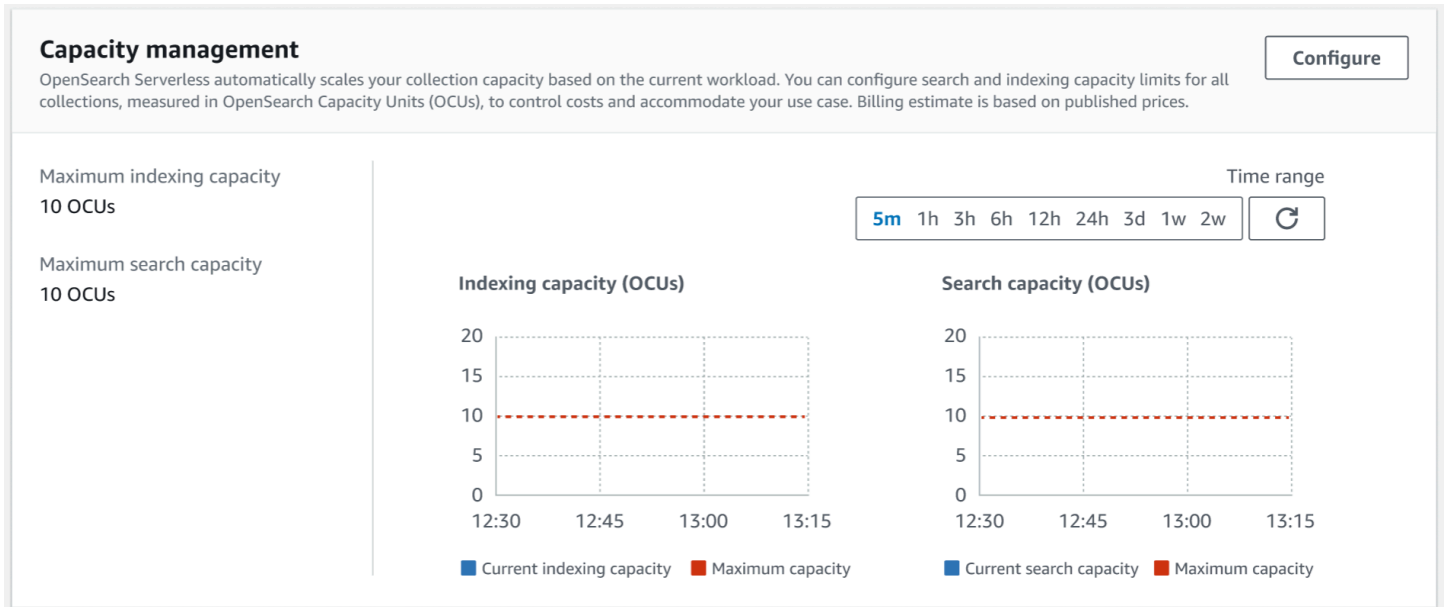 Capacity management
Configure
OpenSearch Serverless automatically scales your collection capacity based on the current workload. You can configure search and indexing capacity limits for all
collections, measured in OpenSearch Capacity Units (OCUs), to control costs and accommodate your use case. Billing estimate is based on published prices.
Maximum indexing capacity
10 OCUs
Maximum search capacity
10 OCUs
Time range
5m 1h 3h 6h 12h 24h 3d 1w 2w
Indexing capacity (OCUs)
20
15
10
5
0
12:30 12:45 13:00 13:15
Current indexing capacity Maximum capacity
Search capacity (OCUs)
20
15
10
5
0
12:30 12:45 13:00 13:15
Current search capacity Maximum capacity